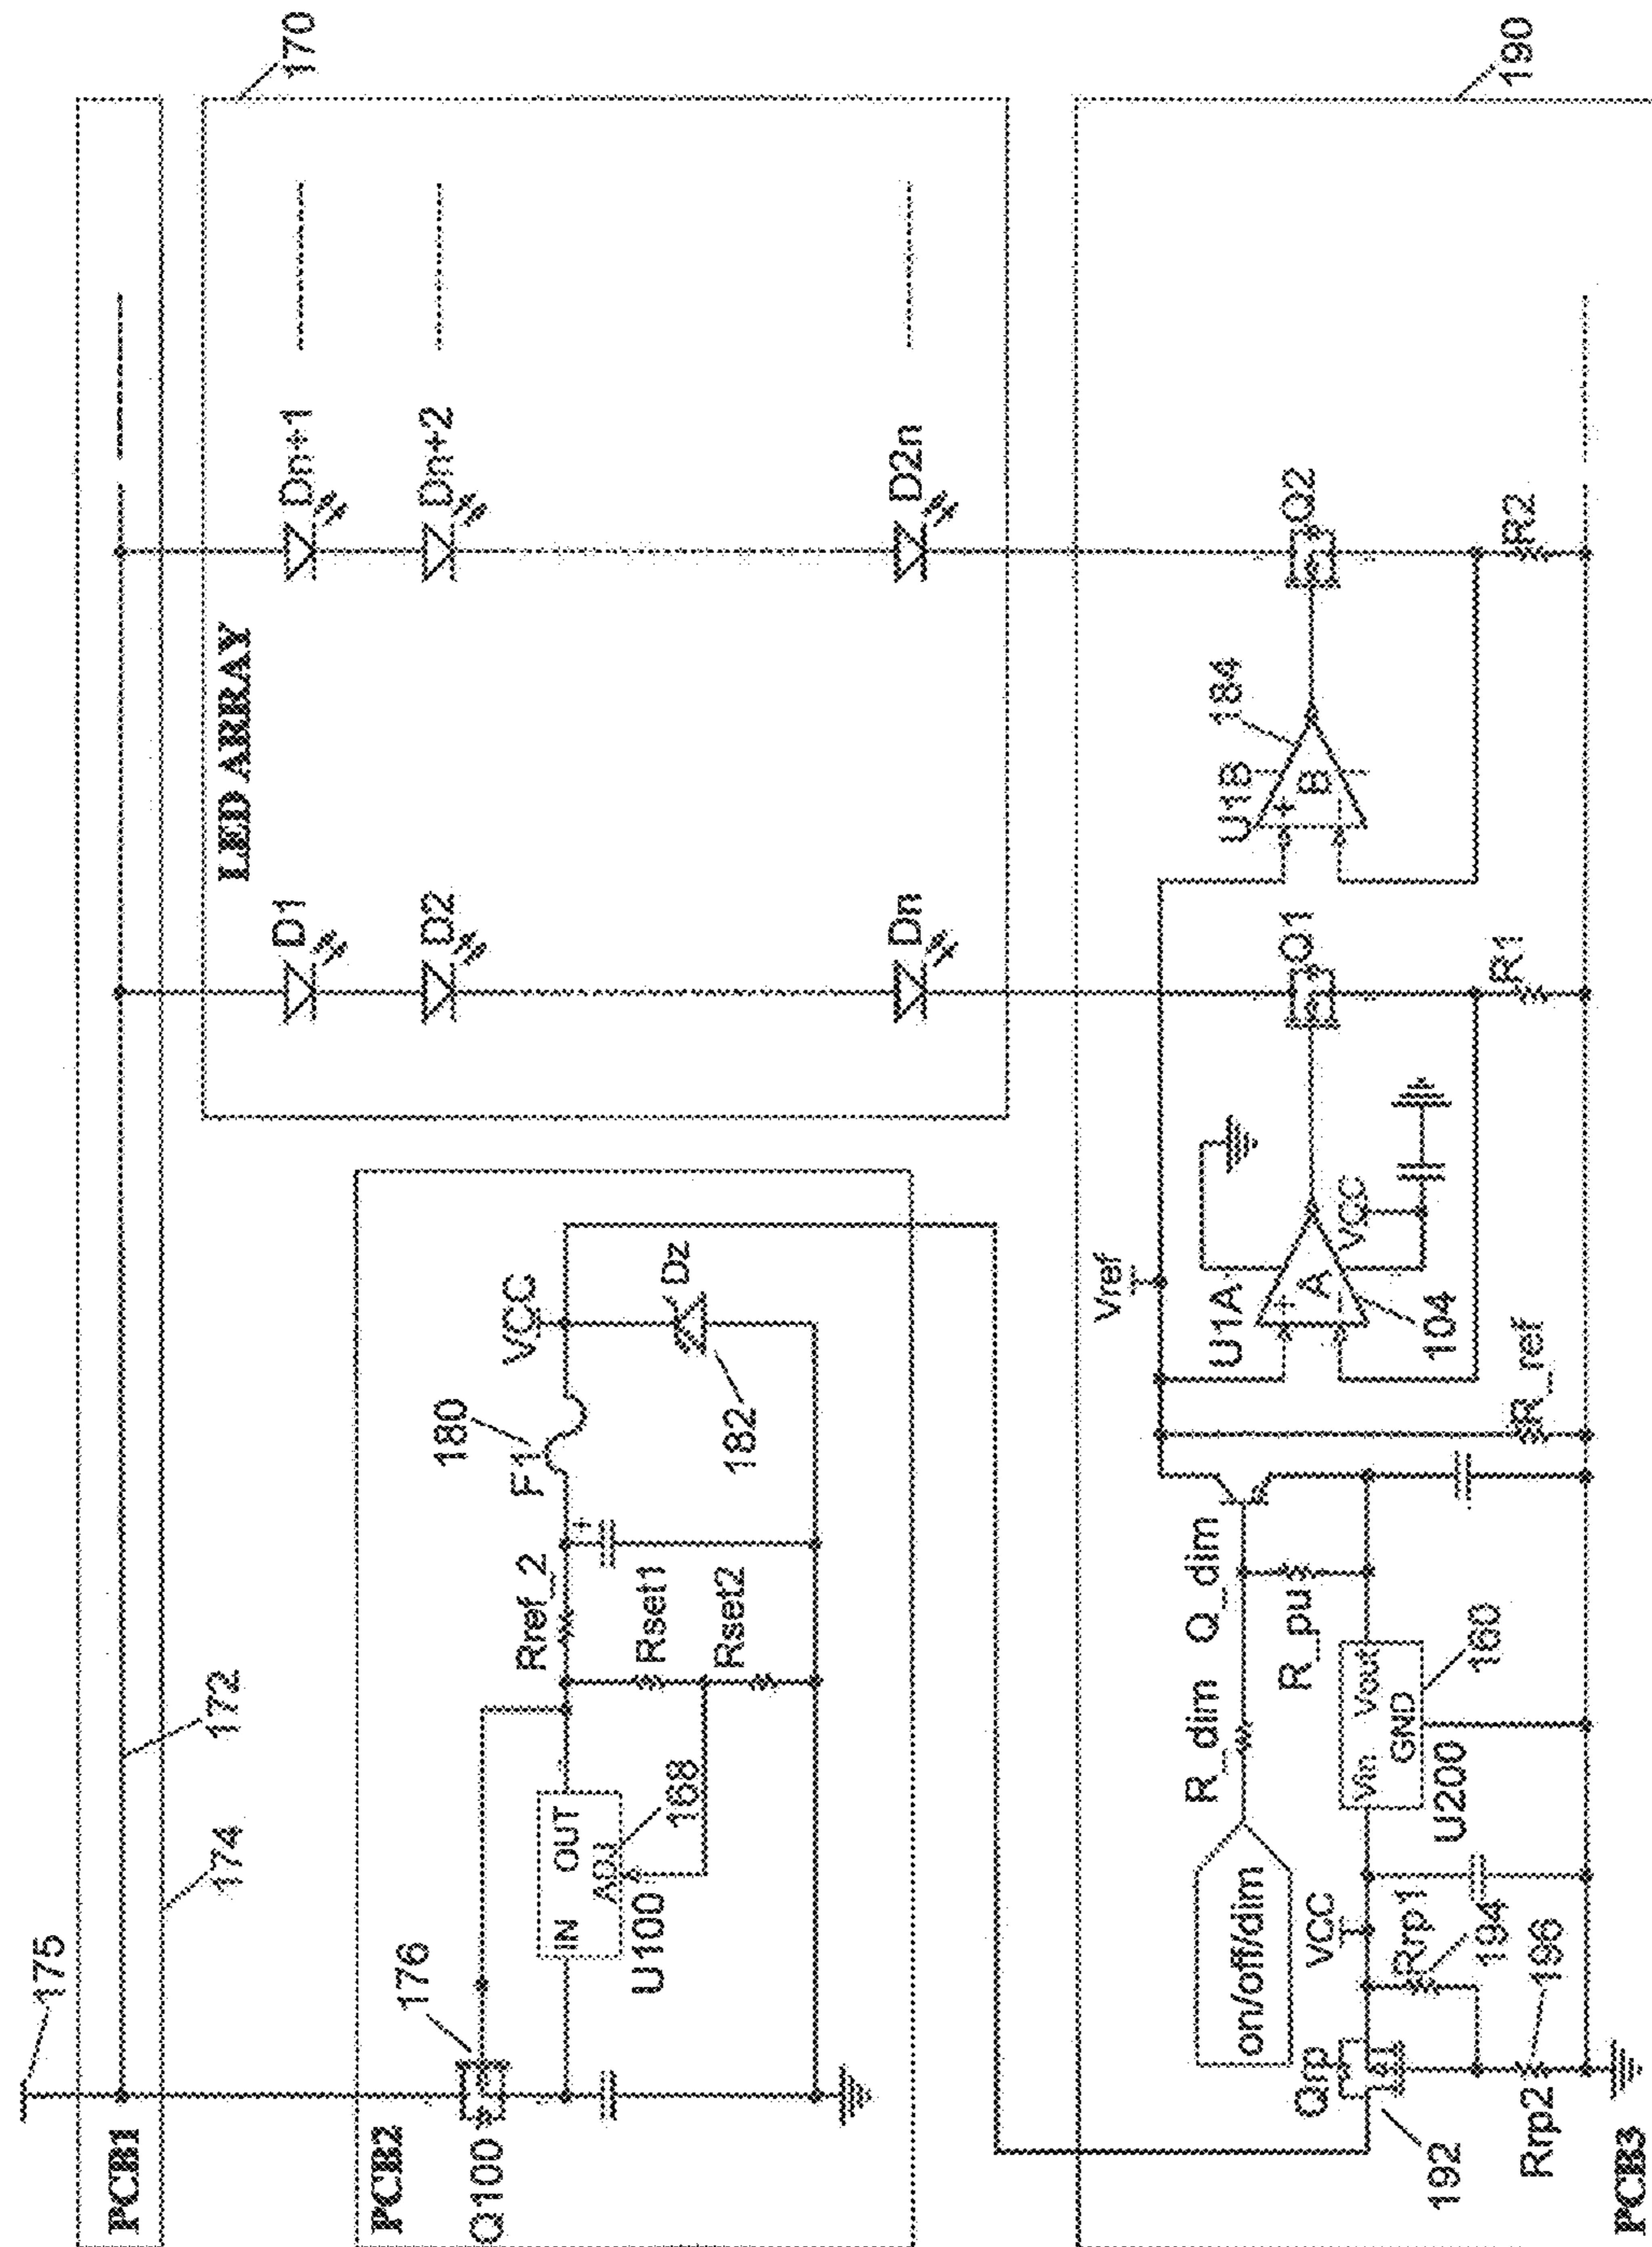 175
PCB1
172
174
170
LED ARRAY
D1
D2
Dn
Dn+1
Dn+2
D2n
PCB2
Q100
176
IN
OUT
ADJ
U100
168
Rref_2
Rset1
Rset2
+
F1
180
VCC
Dz
182
PCB3
190
192
Qrp
Rrp2
196
Rrp1
194
VCC
on/off/dim
R_dim
Q_dim
R_pu
Vin
Vout
GND
U200
160
Vref
R_ref
U1A
+
A
-
104
VCC
Q1
R1
U1B
+
B
-
184
Q2
R2